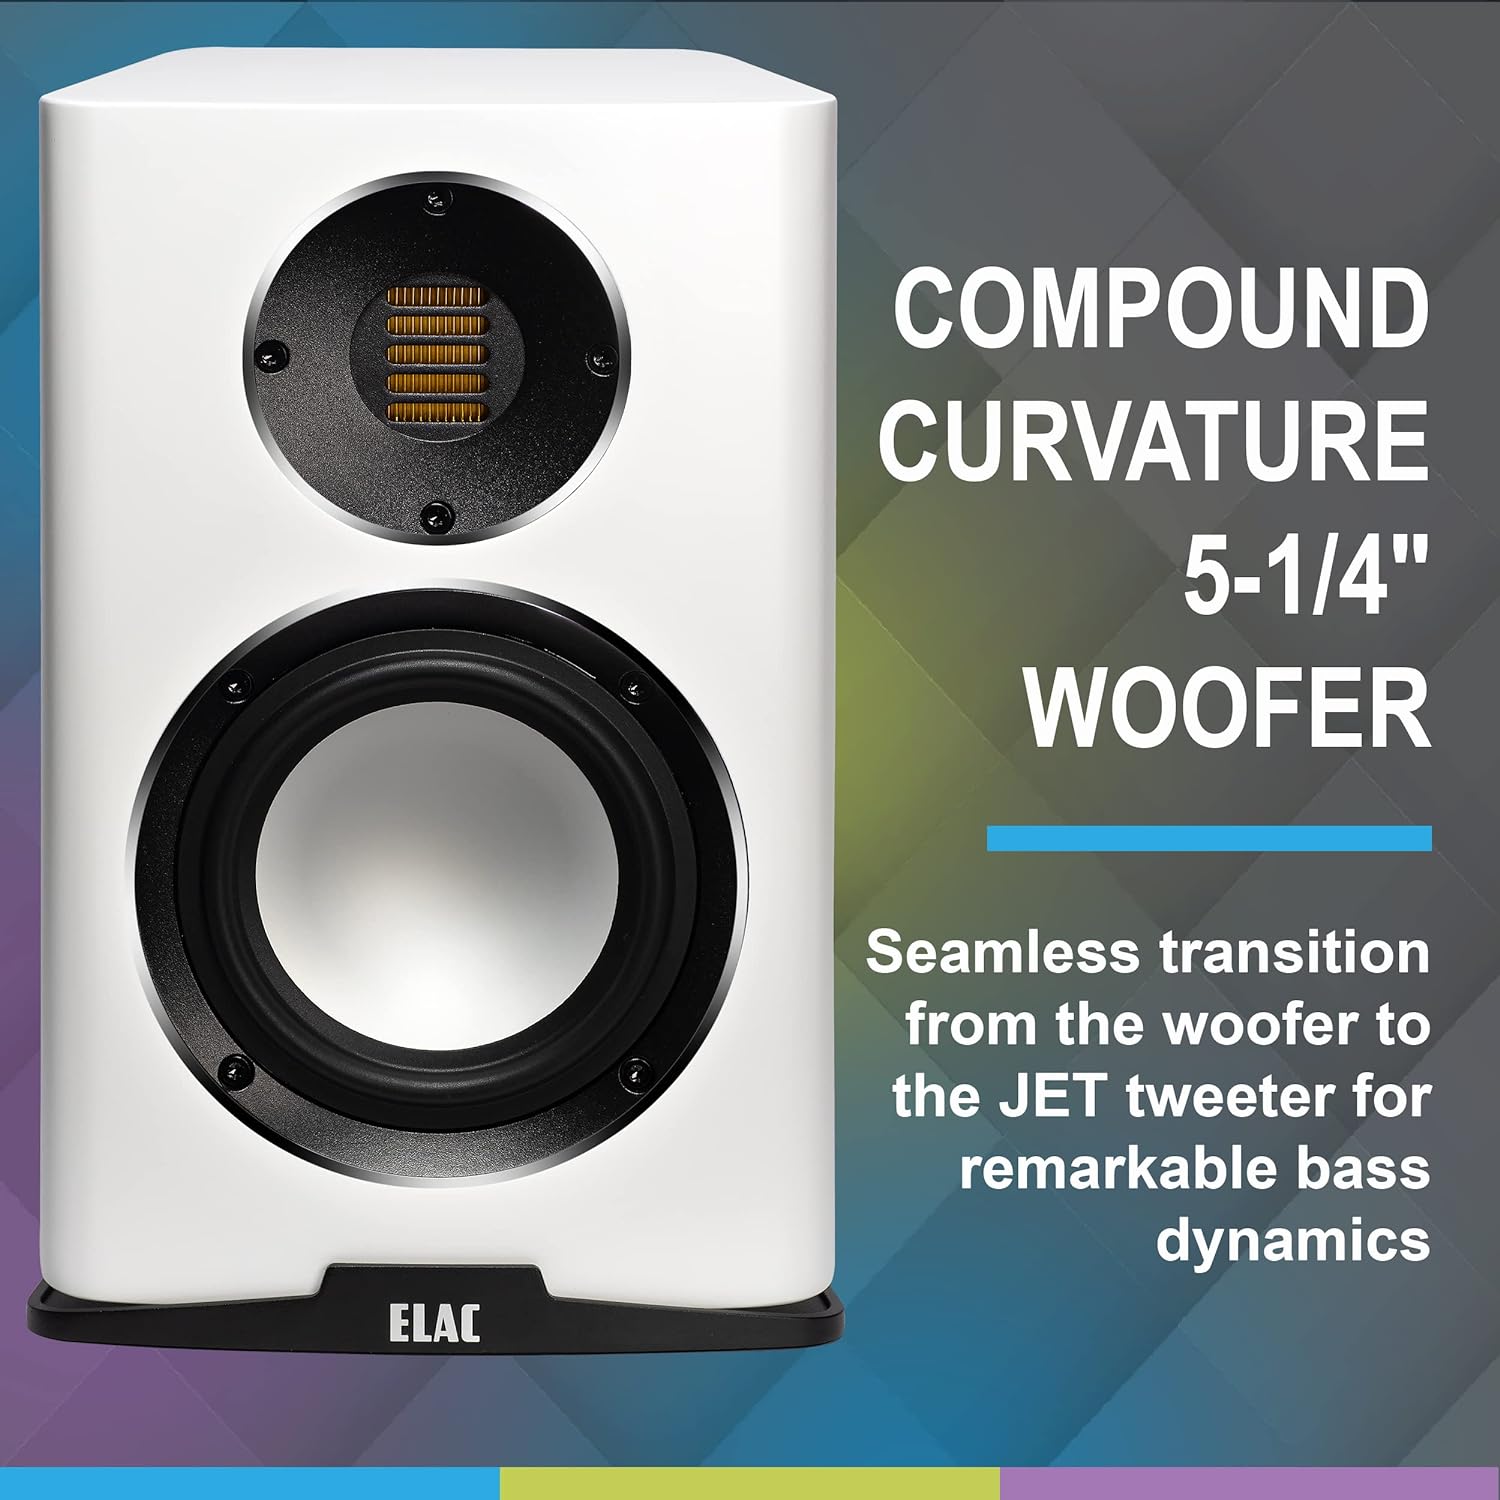 COMPOUND
CURVATURE
5-1/4"
WOOFER
Seamless transition
from the woofer to
the JET tweeter for
remarkable bass
dynamics
ELAC